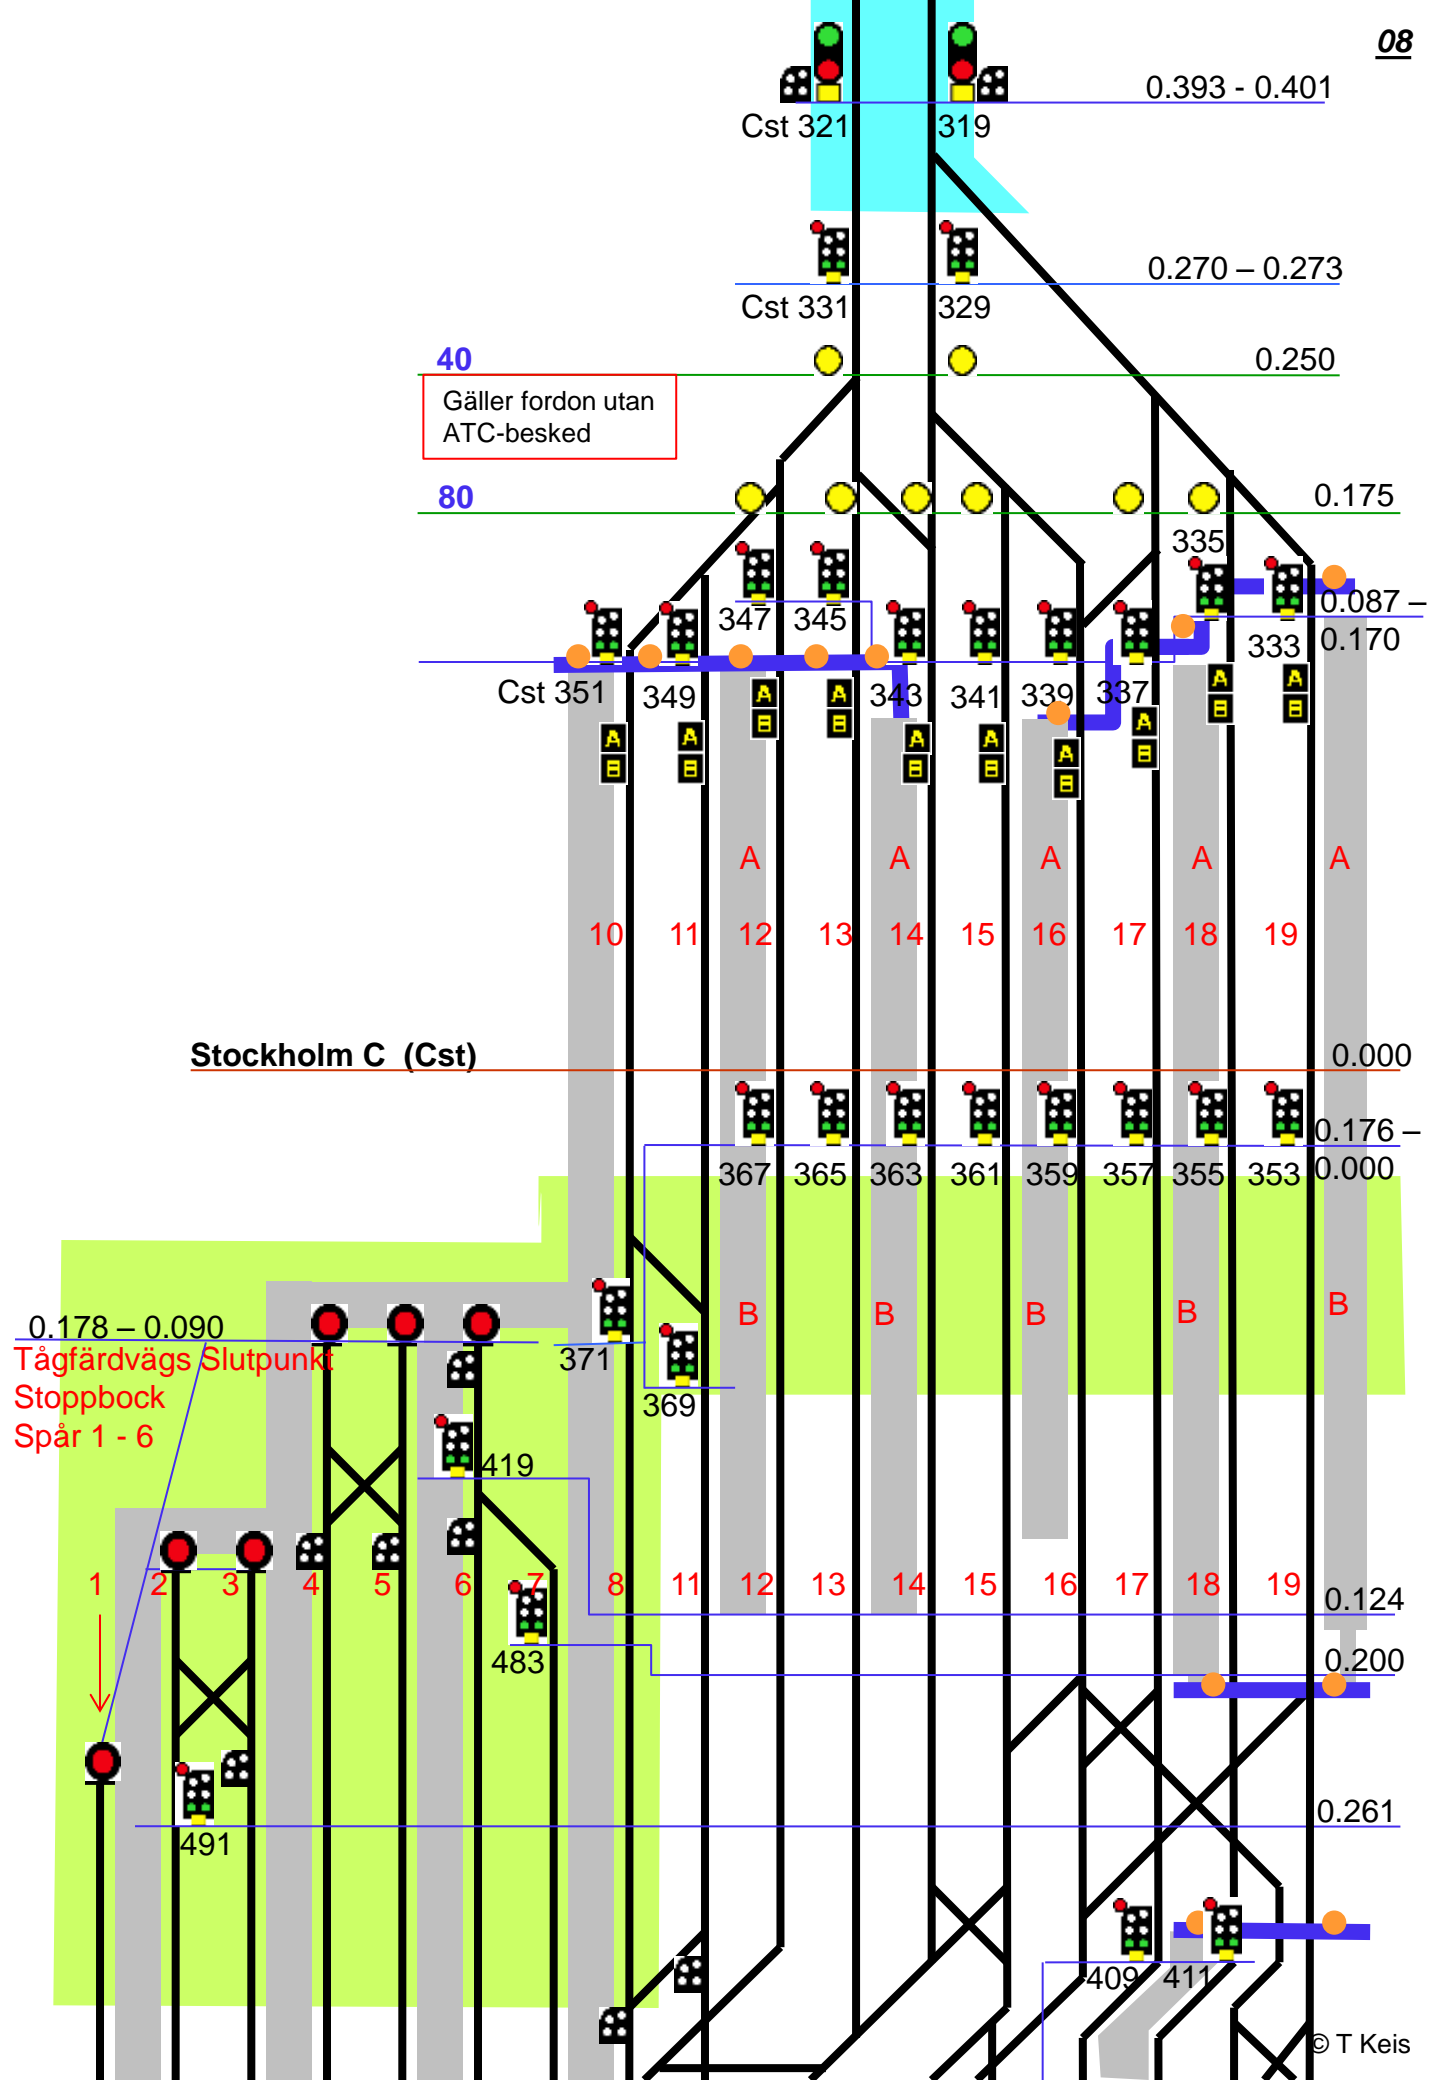 08
0.393 - 0.401
Cst 321
319
0.270 – 0.273
Cst 331
329
40
0.250
Gäller fordon utan
ATC-besked
80
0.175
335
0.087 –
347
345
333
0.170
Cst 351
349
343
341
339
337
A
B
A
B
A
B
A
B
A
B
A
B
A
B
A
B
A
B
A
B
A
A
A
A
A
10
11
12
13
14
15
16
17
18
19
Stockholm C (Cst)
0.000
0.176 –
367
365
363
361
359
357
355
353
0.000
B
B
B
B
B
0.178 – 0.090
Tågfärdvägs Slutpunkt
371
Stoppbock
369
Spår 1 - 6
419
1
2
3
4
5
6
7
8
11
12
13
14
15
16
17
18
19
0.124
483
0.200
0.261
491
409
411
© T Keis